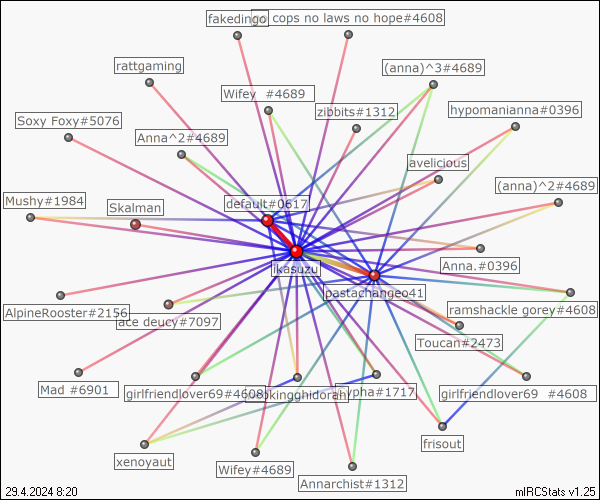 fakedingo
no cops no laws no hope#4608
rattgaming
(anna)^3#4689
Wifey #4689
hypomanianna#0396
zibbits#1312
Soxy Foxy#5076
Anna^2#4689
avelicious
(anna)^2#4689
Mushy#1984
Skalman
default#0617
Anna.#0396
ikasuzu
pastachangeo41
AlpineRooster#2156
ace deucy#7097
ramshackle gorey#4608
Toucan#2473
Mad #6901
girlfriendlover69#4608
girlfriendlover69 #4608
frisout
xenoyaut
Wifey#4689
Annarchist#1312
29.4.2024 8:20
mIRCStats v1.25